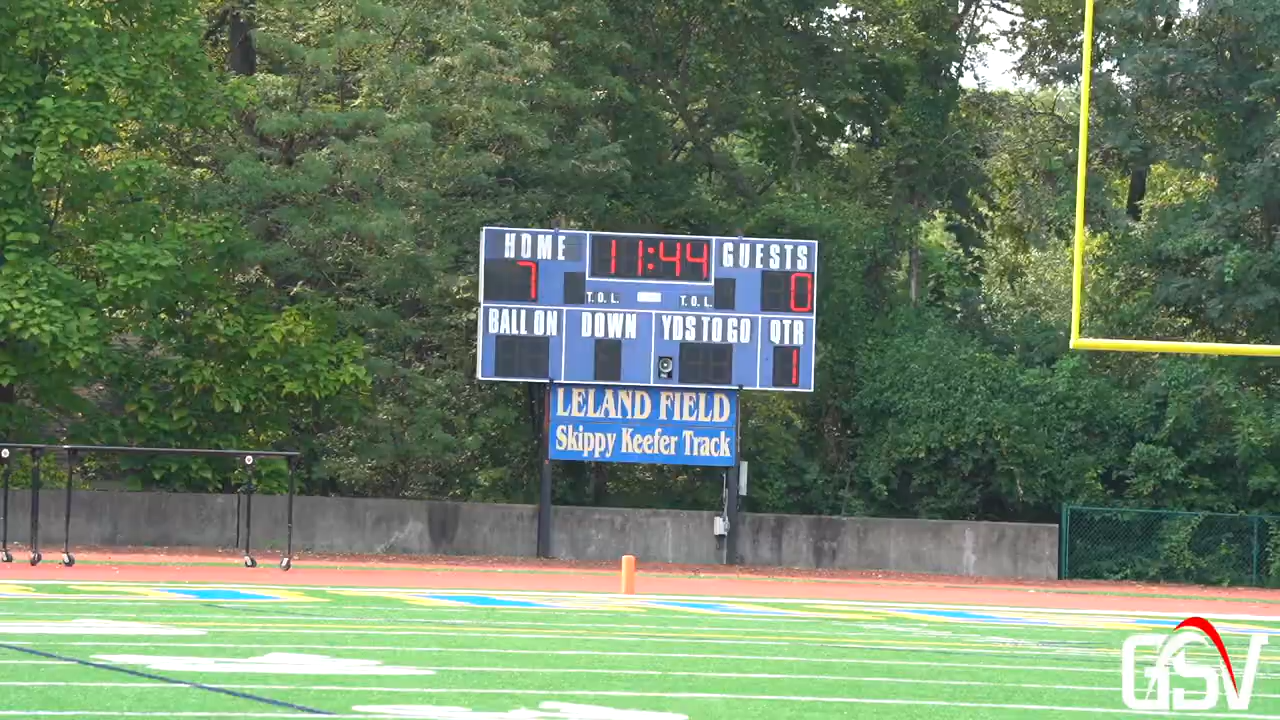 HOME 11:44 GUESTS
7 T.O.L. T.O.L. 0
BALL ON DOWN YDS TO GO QTR
1
LELAND FIELD
Skippy Keefer Track
GSV